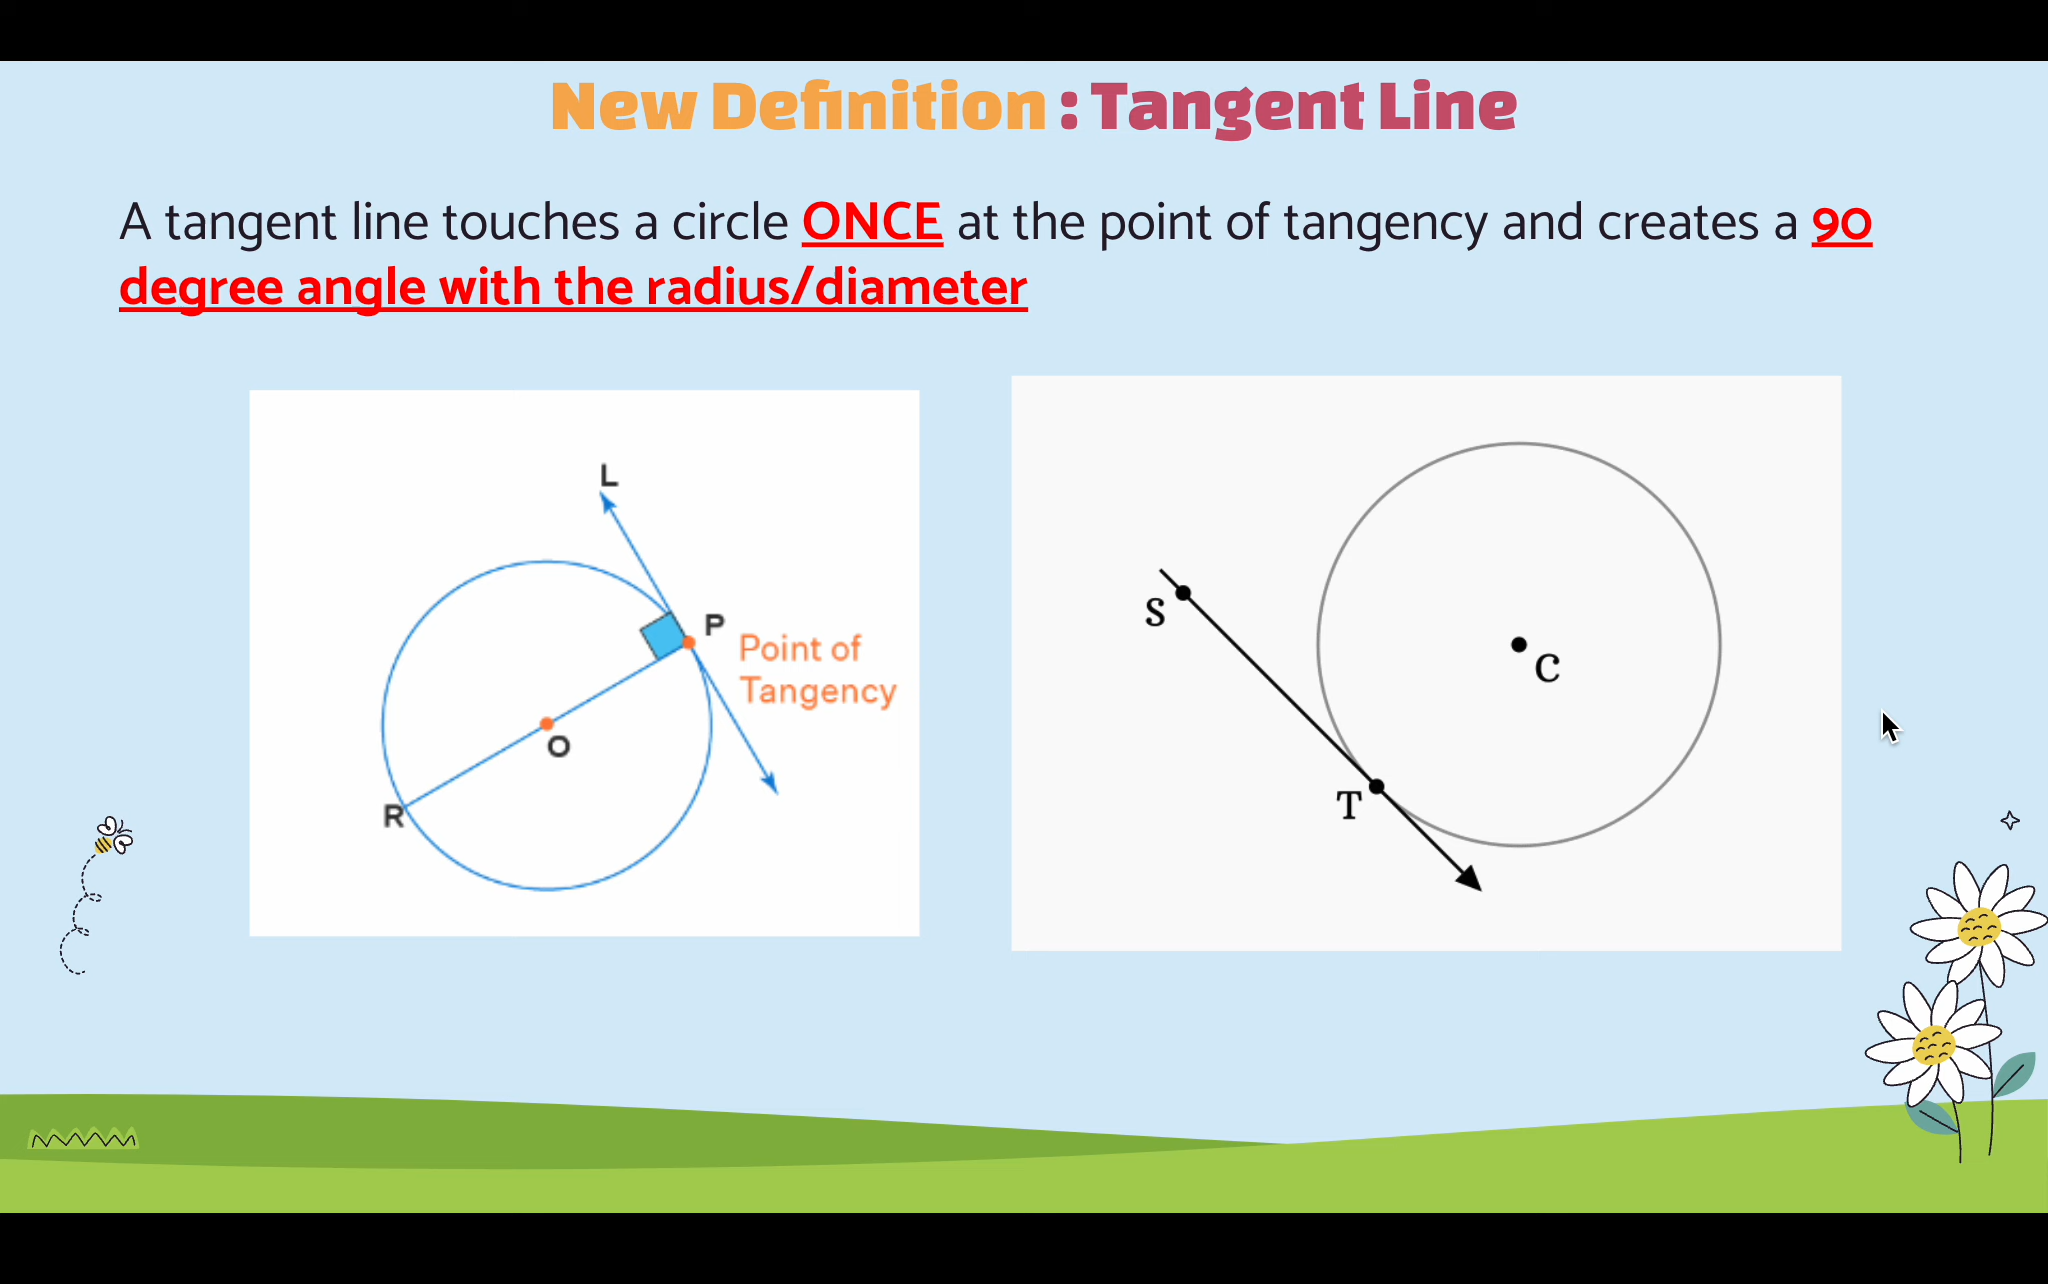 New Definition : Tangent Line
A tangent line touches a circle ONCE at the point of tangency and creates a 90
degree angle with the radius/diameter
L
P
Point of
Tangency
O
R
S
C
T